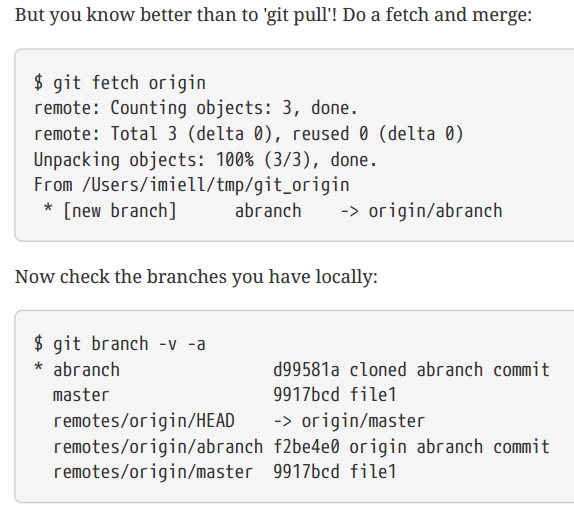 But you know better than to 'git pull'! Do a fetch and merge:
$ git fetch origin
remote: Counting objects: 3, done.
remote: Total 3 (delta 0), reused 0 (delta 0)
Unpacking objects: 100% (3/3), done.
From /Users/imiell/tmp/git_origin
 * [new branch]      abranch    -> origin/abranch
Now check the branches you have locally:
$ git branch -v -a
* abranch                d99581a cloned abranch commit
  master                 9917bcd file1
  remotes/origin/HEAD    -> origin/master
  remotes/origin/abranch f2be4e0 origin abranch commit
  remotes/origin/master  9917bcd file1